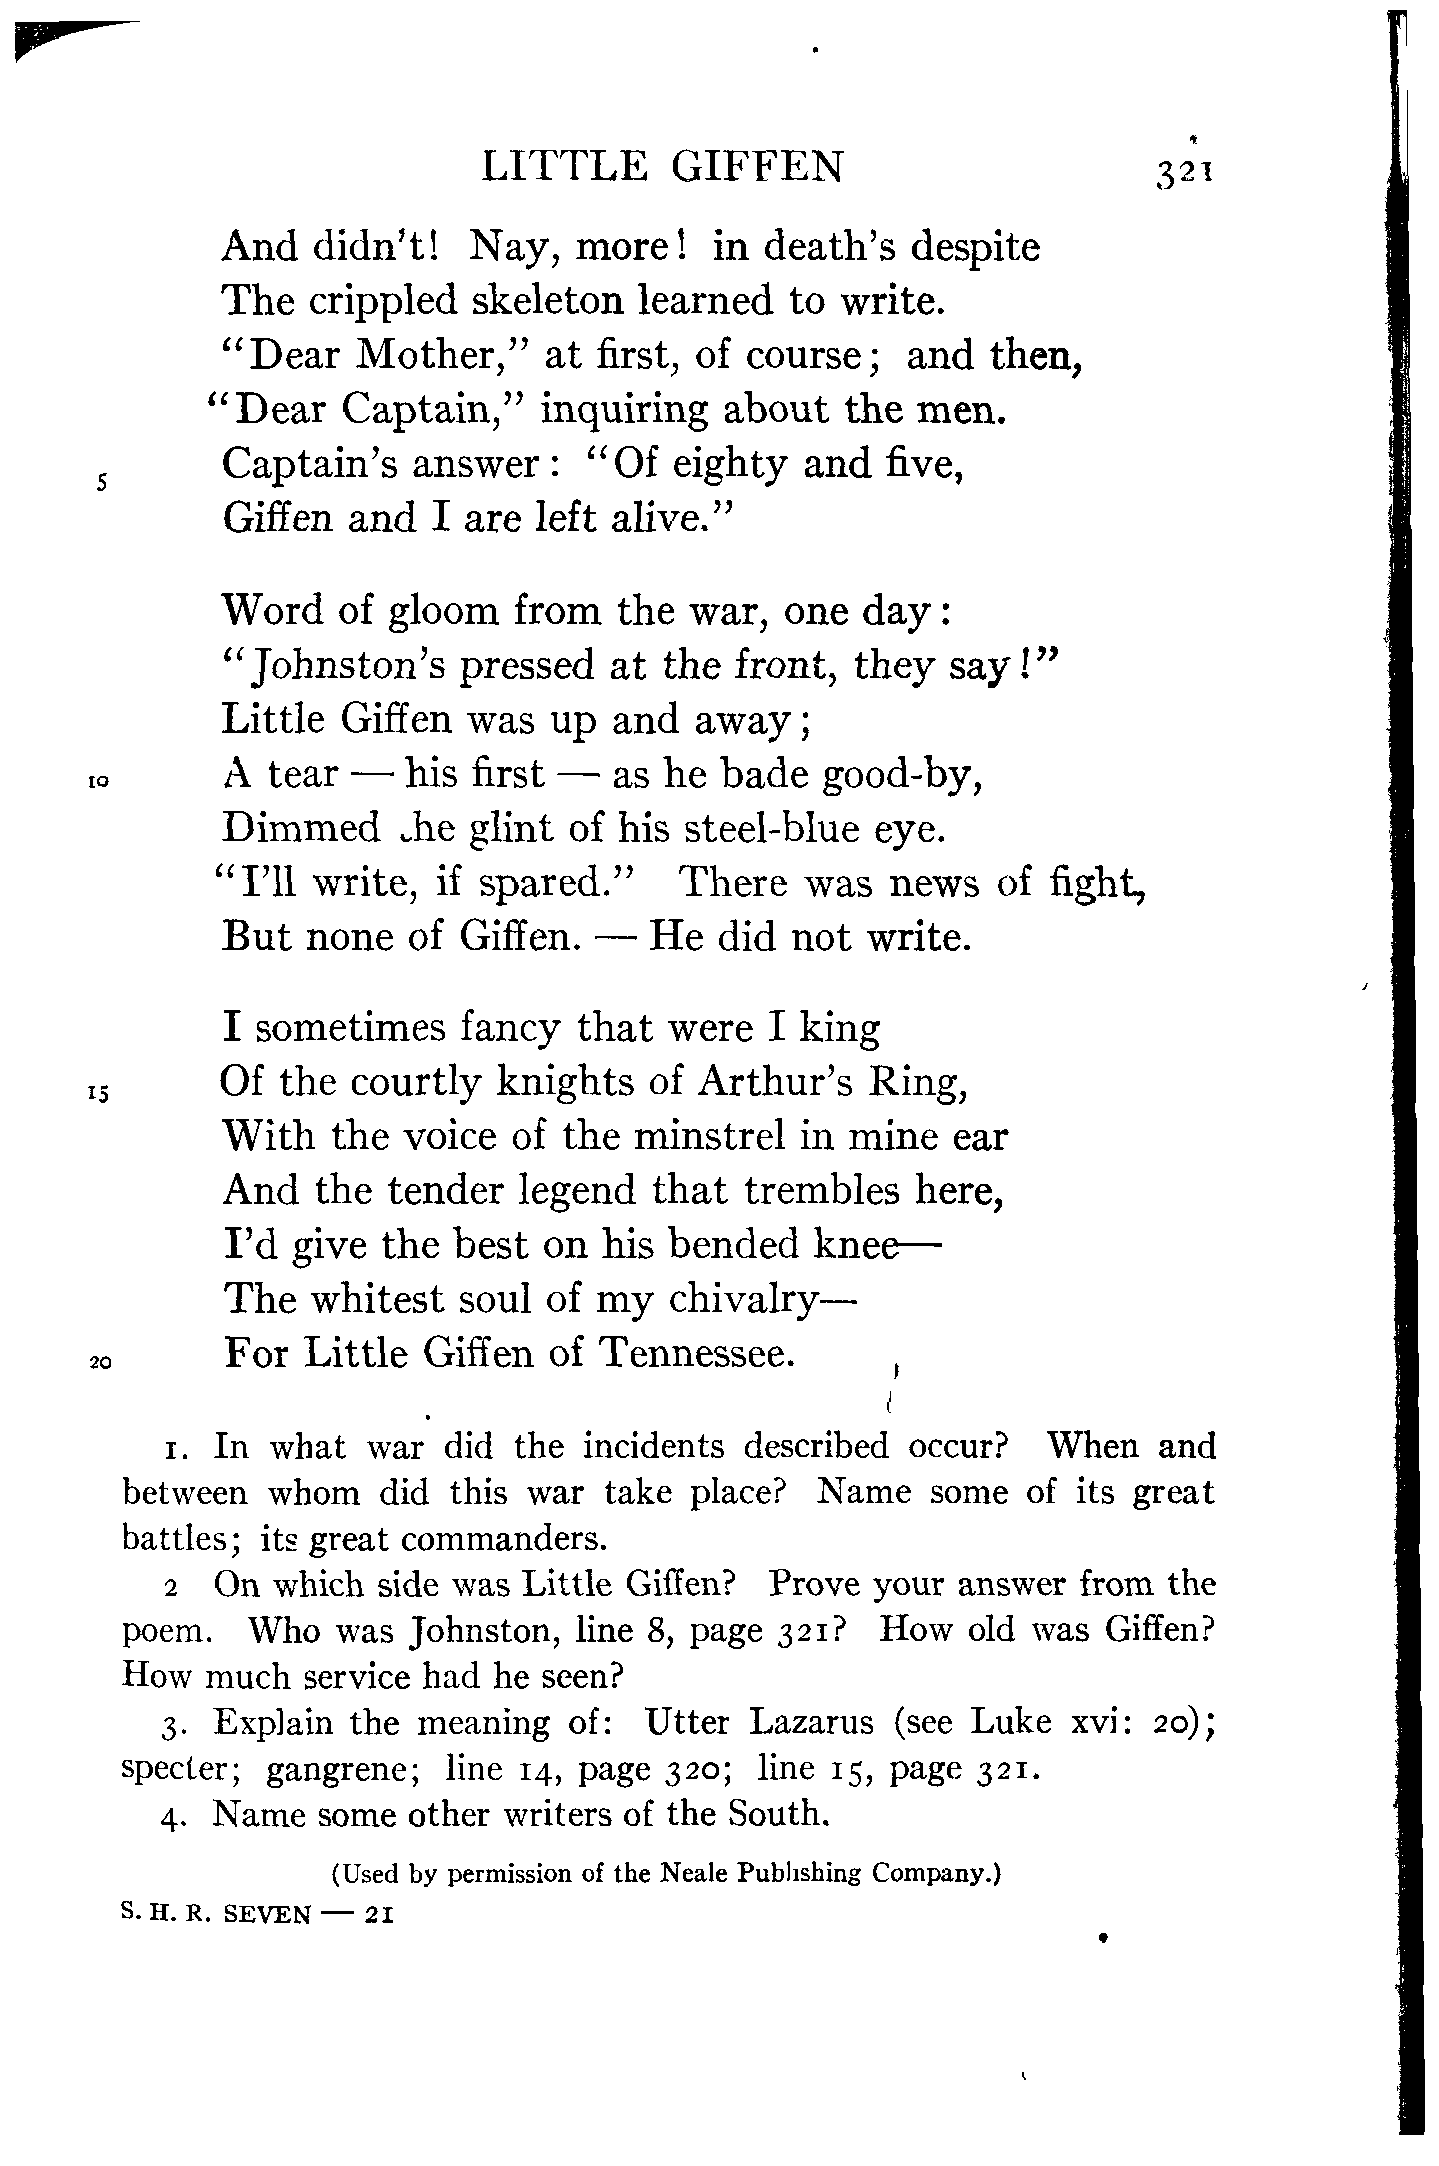 LITTLE GIFFEN 321
And didn't! Nay, more! in death's despite
The crippled skeleton learned to write.
"Dear Mother," at first, of course; and then,
"Dear Captain," inquiring about the men.
5 Captain's answer: "Of eighty and five,
Giffen and I are left alive."
Word of gloom from the war, one day:
"Johnston's pressed at the front, they say!"
Little Giffen was up and away;
10 A tear — his first — as he bade good-by,
Dimmed the glint of his steel-blue eye.
"I'll write, if spared." There was news of fight,
But none of Giffen. — He did not write.
I sometimes fancy that were I king
15 Of the courtly knights of Arthur's Ring,
With the voice of the minstrel in mine ear
And the tender legend that trembles here,
I'd give the best on his bended knee—
The whitest soul of my chivalry—
20 For Little Giffen of Tennessee.
1. In what war did the incidents described occur? When and
between whom did this war take place? Name some of its great
battles; its great commanders.
2 On which side was Little Giffen? Prove your answer from the
poem. Who was Johnston, line 8, page 321? How old was Giffen?
How much service had he seen?
3. Explain the meaning of: Utter Lazarus (see Luke xvi: 20);
specter; gangrene; line 14, page 320; line 15, page 321.
4. Name some other writers of the South.
(Used by permission of the Neale Publishing Company.)
S. H. R. SEVEN — 21